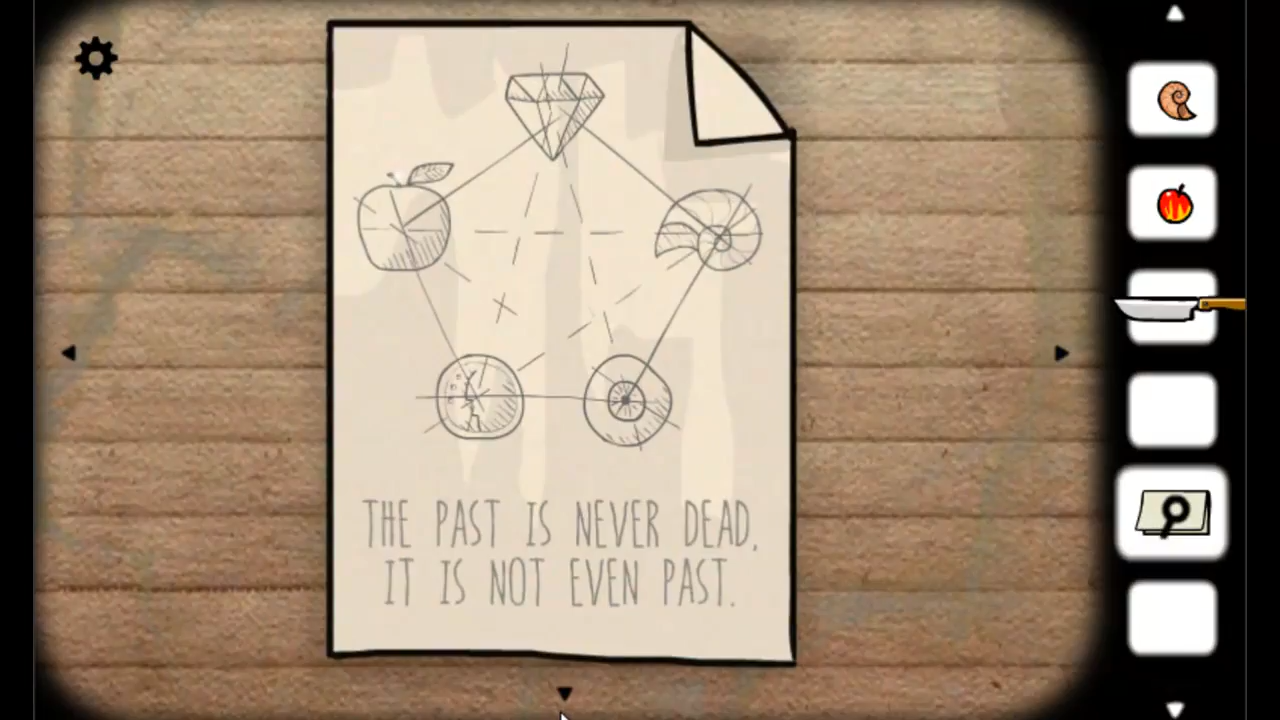 THE PAST IS NEVER DEAD,
IT IS NOT EVEN PAST.